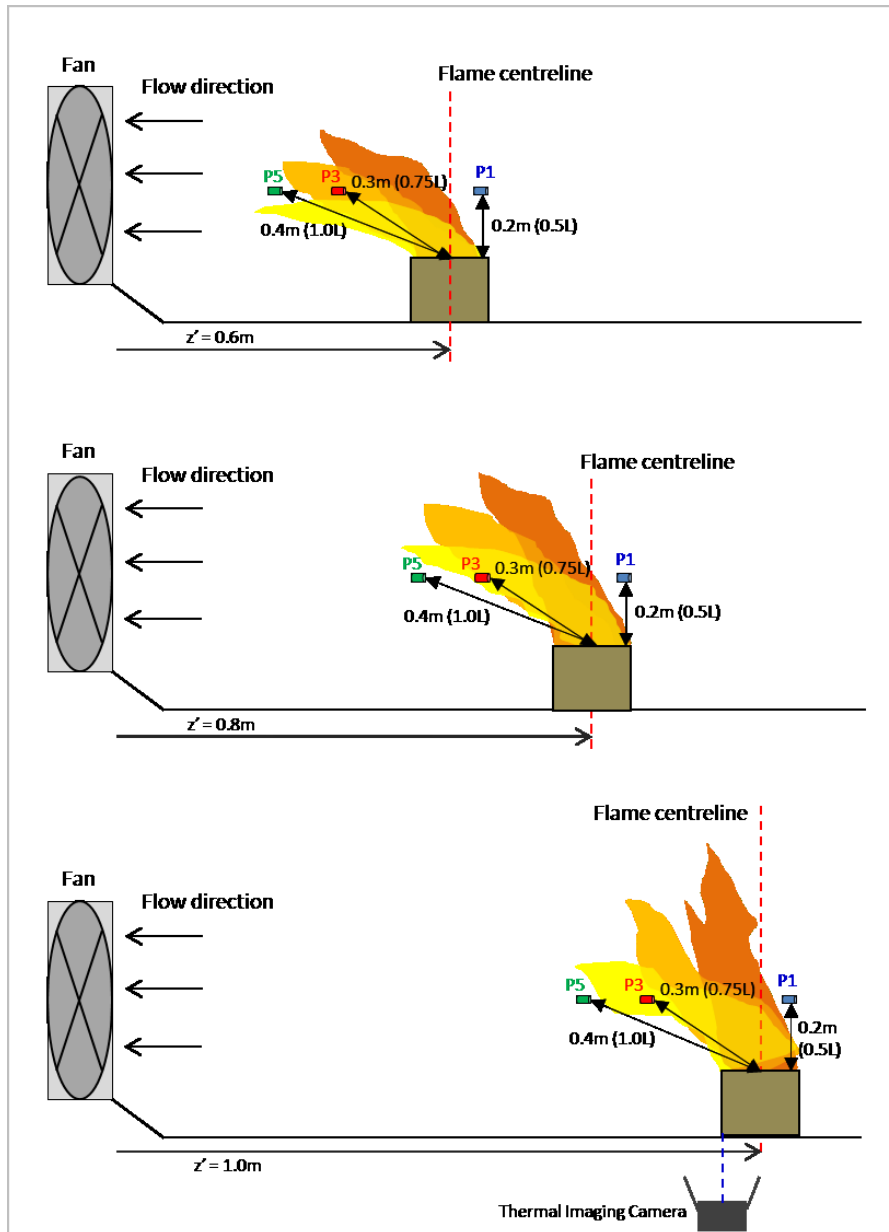 Fan
Flow direction
Flame centreline
P5
P3
P1
0.3m (0.75L)
0.4m (1.0L)
0.2m (0.5L)
z’ = 0.6m
Fan
Flow direction
Flame centreline
P5
P3
P1
0.3m (0.75L)
0.4m (1.0L)
0.2m (0.5L)
z’ = 0.8m
Flame centreline
Fan
Flow direction
P5
P3
P1
0.3m (0.75L)
0.4m (1.0L)
0.2m
(0.5L)
z’ = 1.0m
Thermal Imaging Camera